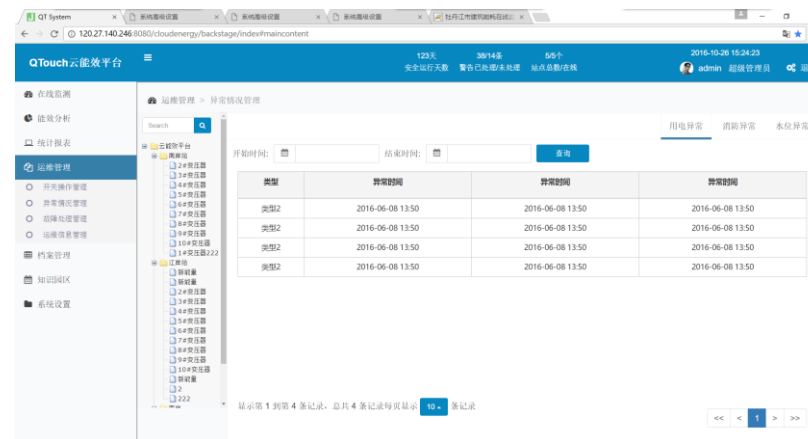 QT System
系统高级设置
系统高级设置
系统高级设置
牡丹江市建筑能耗在线
120.27.140.246:8080/cloudenergy/backstage/index#maincontent
QTouch云能效平台
123天 38/14条 5/5个
安全运行天数 警告已处理/未处理 站点总数/在线
2016-10-26 15:24:23
admin 超级管理员
在线监测
能效分析
统计报表
运维管理
开关操作管理
异常情况管理
故障处理管理
运维信息管理
档案管理
知识园区
系统设置
运维管理 > 异常情况管理
Search
云能效平台
2#变压器
3#变压器
4#变压器
5#变压器
6#变压器
7#变压器
8#变压器
9#变压器
10#变压器
1#变压器222
江岸站
新能量
新能量
2#变压器
3#变压器
4#变压器
5#变压器
6#变压器
7#变压器
8#变压器
9#变压器
10#变压器
新能量
2
222
用电异常 消防异常 水位异常
开始时间: 结束时间: 查询
类型 异常时间 异常时间 异常时间
类型2 2016-06-08 13:50 2016-06-08 13:50 2016-06-08 13:50
类型2 2016-06-08 13:50 2016-06-08 13:50 2016-06-08 13:50
类型2 2016-06-08 13:50 2016-06-08 13:50 2016-06-08 13:50
类型2 2016-06-08 13:50 2016-06-08 13:50 2016-06-08 13:50
显示第 1 到第 4 条记录，总共 4 条记录每页显示 10 条记录
<< < 1 > >>